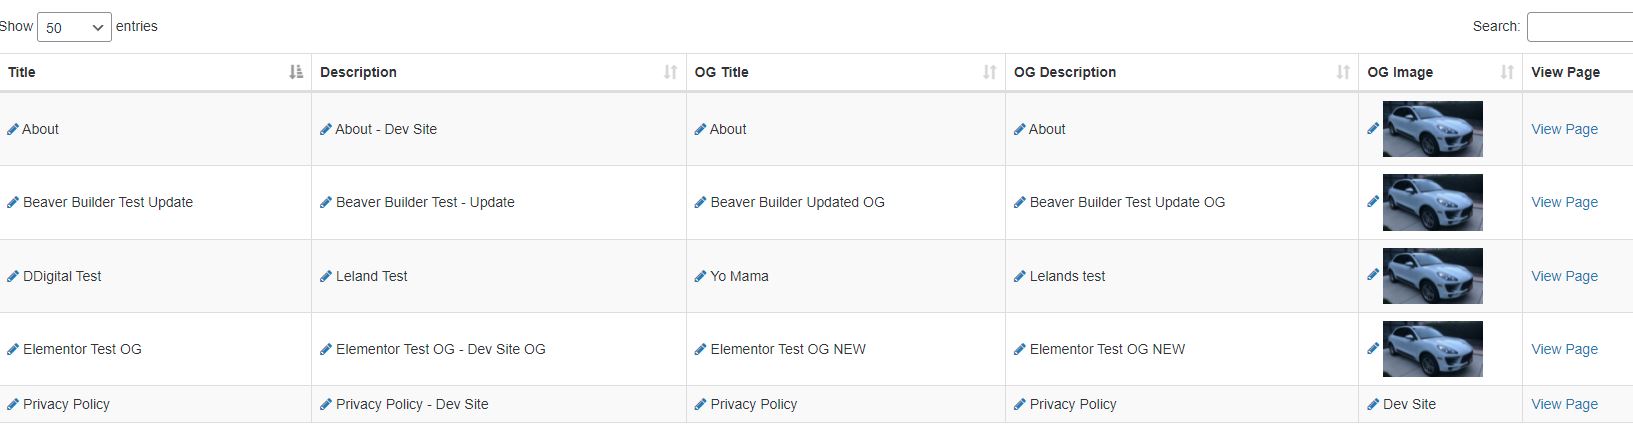 Show 50 entries Search:
Title Description OG Title OG Description OG Image View Page
About About - Dev Site About About View Page
Beaver Builder Test Update Beaver Builder Test - Update Beaver Builder Updated OG Beaver Builder Test Update OG View Page
DDigital Test Leland Test Yo Mama Lelands test View Page
Elementor Test OG Elementor Test OG - Dev Site OG Elementor Test OG NEW Elementor Test OG NEW View Page
Privacy Policy Privacy Policy - Dev Site Privacy Policy Privacy Policy Dev Site View Page